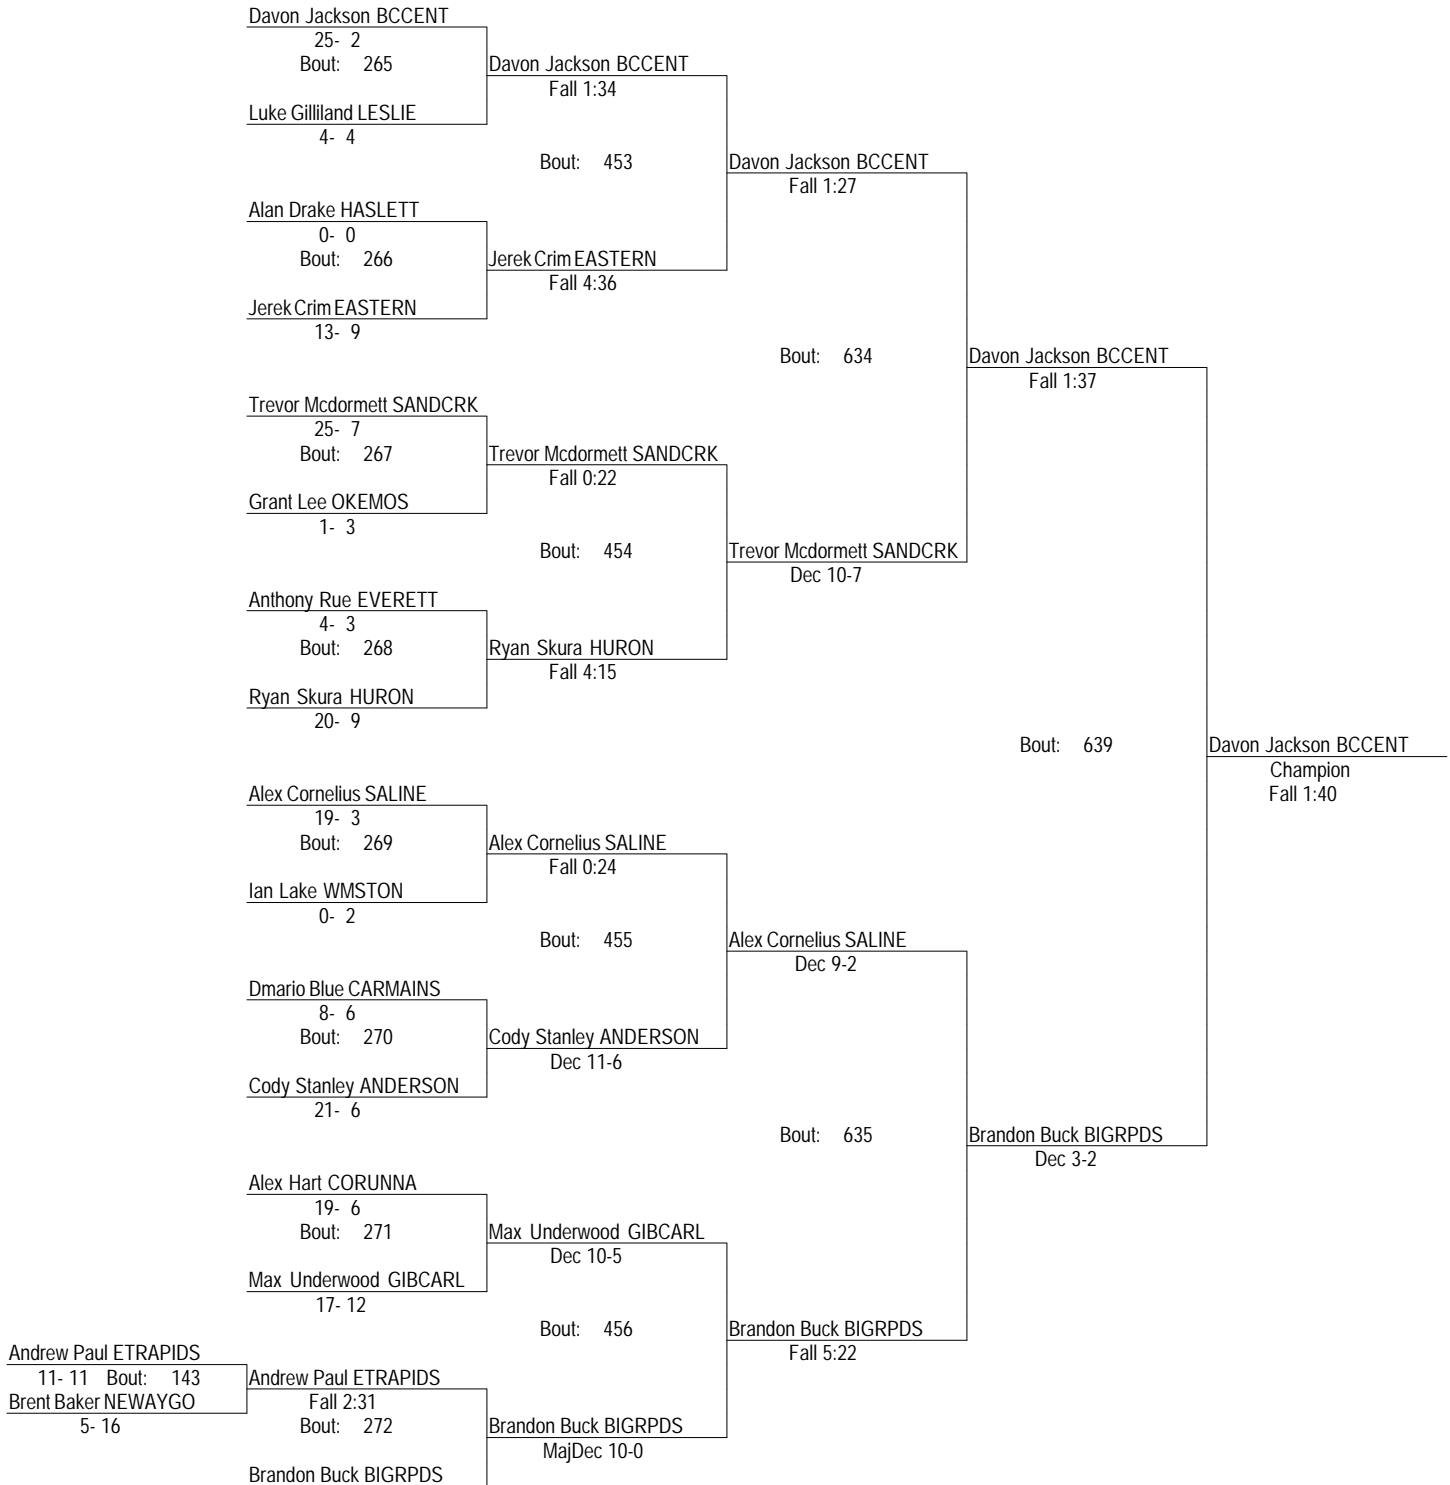 Davon Jackson BCCENT
25- 2
Bout: 265
Davon Jackson BCCENT
Fall 1:34
Luke Gilliland LESLIE
4- 4
Bout: 453
Davon Jackson BCCENT
Fall 1:27
Alan Drake HASLETT
0- 0
Bout: 266
Jerek Crim EASTERN
Fall 4:36
Jerek Crim EASTERN
13- 9
Bout: 634
Davon Jackson BCCENT
Fall 1:37
Trevor Mcdormett SANDCRK
25- 7
Bout: 267
Trevor Mcdormett SANDCRK
Fall 0:22
Grant Lee OKEMOS
1- 3
Bout: 454
Trevor Mcdormett SANDCRK
Dec 10-7
Anthony Rue EVERETT
4- 3
Bout: 268
Ryan Skura HURON
Fall 4:15
Ryan Skura HURON
20- 9
Bout: 639
Davon Jackson BCCENT
Champion
Fall 1:40
Alex Cornelius SALINE
19- 3
Bout: 269
Alex Cornelius SALINE
Fall 0:24
Ian Lake WMSTON
0- 2
Bout: 455
Alex Cornelius SALINE
Dec 9-2
Dmario Blue CARMAINS
8- 6
Bout: 270
Cody Stanley ANDERSON
Dec 11-6
Cody Stanley ANDERSON
21- 6
Bout: 635
Brandon Buck BIGRPDS
Dec 3-2
Alex Hart CORUNNA
19- 6
Bout: 271
Max Underwood GIBCARL
Dec 10-5
Max Underwood GIBCARL
17- 12
Bout: 456
Brandon Buck BIGRPDS
Fall 5:22
Andrew Paul ETRAPIDS
11- 11 Bout: 143
Andrew Paul ETRAPIDS
Fall 2:31
Brent Baker NEWAYGO
5- 16
Bout: 272
Brandon Buck BIGRPDS
MajDec 10-0
Brandon Buck BIGRPDS